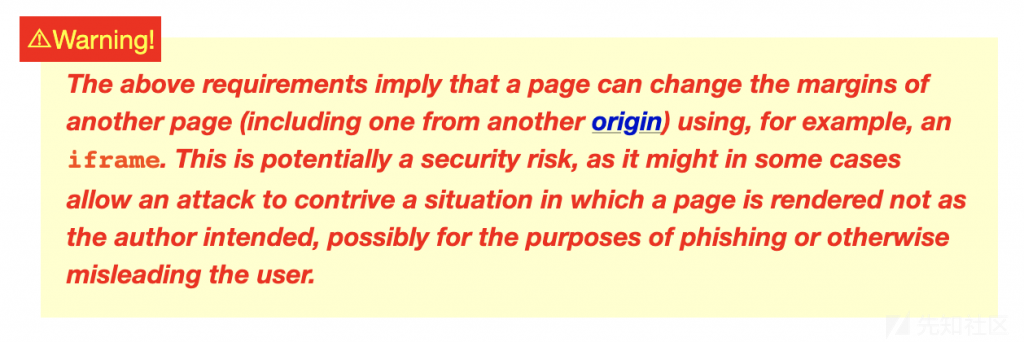 ⚠Warning!
The above requirements imply that a page can change the margins of
another page (including one from another origin) using, for example, an
iframe. This is potentially a security risk, as it might in some cases
allow an attack to contrive a situation in which a page is rendered not as
the author intended, possibly for the purposes of phishing or otherwise
misleading the user.
先知社区